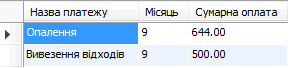 Назва платежу Місяць Сумарна оплата
Опалення 9 644.00
Вивезення відходів 9 500.00